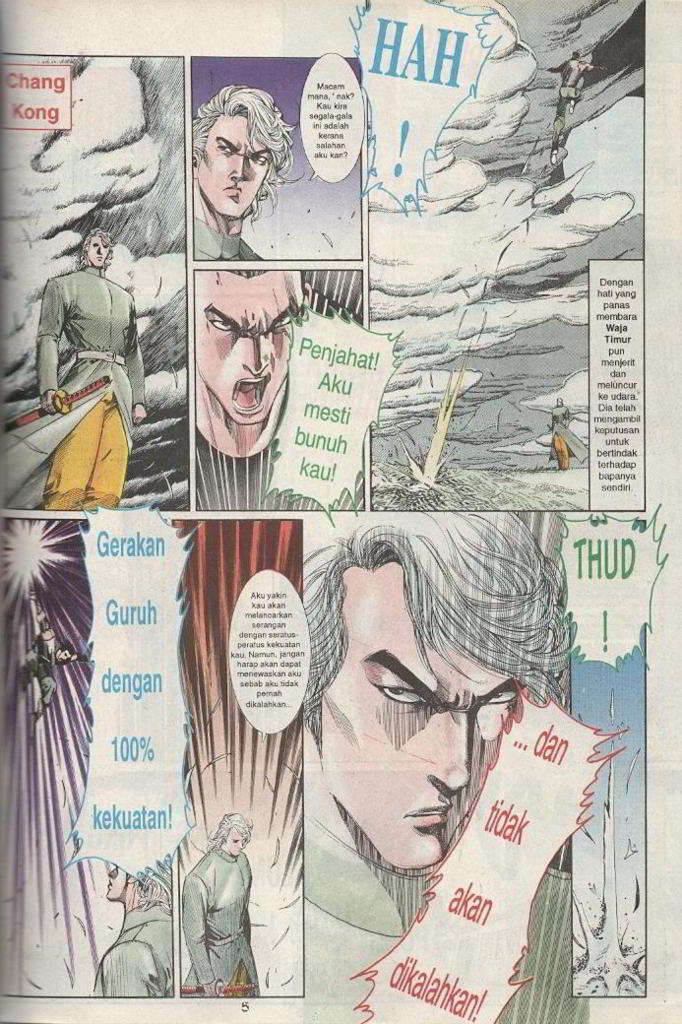 Chang
Kong
Macam
mana, ' nak?
Kau kira
segala-gala
ini adalah
kerana
salahan
aku kan?
HAH
!
Penjahat!
Aku
mesti
bunuh
kau!
Dengan
hati yang
panas
membara
Waja
Timur
pun
menjerit
dan
meluncur
ke udara.
Dia telah
mengambil
keputusan
untuk
bertindak
terhadap
bapanya
sendiri.
Gerakan
Guruh
dengan
100%
kekuatan!
Aku yakin
kau akan
melancarkan
serangan
dengan seratus-
peratus kekuatan
kau. Namun, jangan
harap akan dapat
menewaskan aku
sebab aku tidak
pernah
dikalahkan...
... dan
tidak
akan
dikalahkan!
THUD
!
5